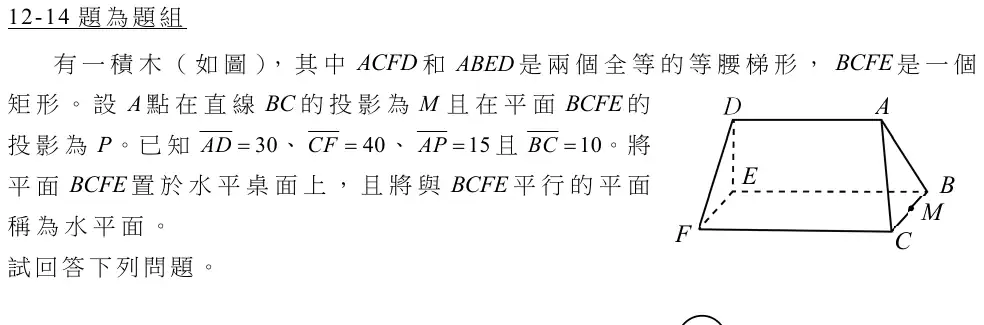 12-14題為題組
有一積木（如圖），其中 ACFD 和 ABED 是兩個全等的等腰梯形，BCFE 是一個
矩形。設 A 點在直線 BC 的投影為 M 且在平面 BCFE 的
投影為 P。已知 AD = 30、CF = 40、AP = 15 且 BC = 10。將
平面 BCFE 置於水平桌面上，且將與 BCFE 平行的平面
稱為水平面。
試回答下列問題。
D A
E B
M
F C